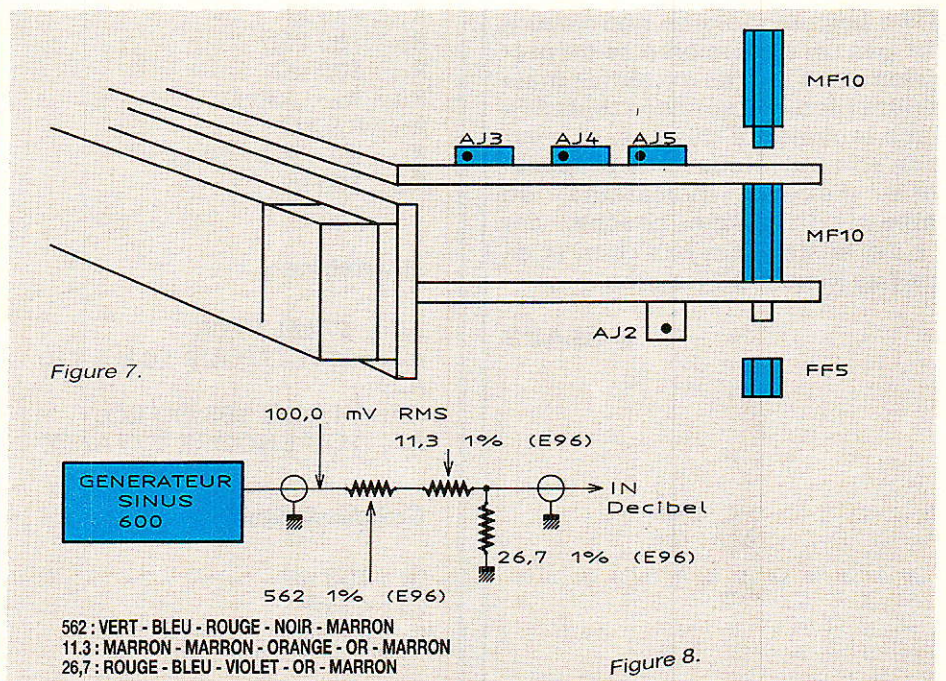 MF10
AJ3 AJ4 AJ5
MF10
AJ2
Figure 7.
FF5
100,0 mV RMS
11,3 1% (E96)
GENERATEUR
SINUS
600
IN
Decibel
26,7 1% (E96)
562 1% (E96)
562 : VERT - BLEU - ROUGE - NOIR - MARRON
11.3 : MARRON - MARRON - ORANGE - OR - MARRON
26,7 : ROUGE - BLEU - VIOLET - OR - MARRON
Figure 8.